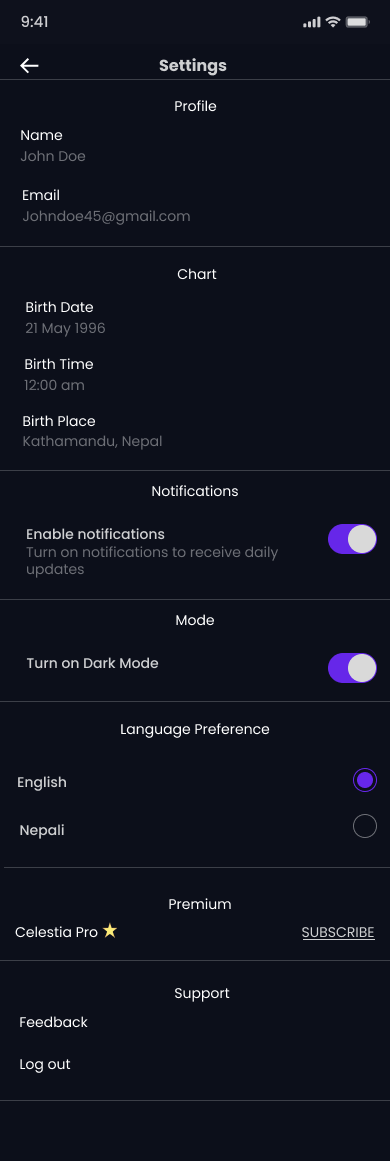 9:41
Settings
Profile
Name
John Doe
Email
Johndoe45@gmail.com
Chart
Birth Date
21 May 1996
Birth Time
12:00 am
Birth Place
Kathamandu, Nepal
Notifications
Enable notifications
Turn on notifications to receive daily
updates
Mode
Turn on Dark Mode
Language Preference
English
Nepali
Premium
Celestia Pro SUBSCRIBE
Support
Feedback
Log out